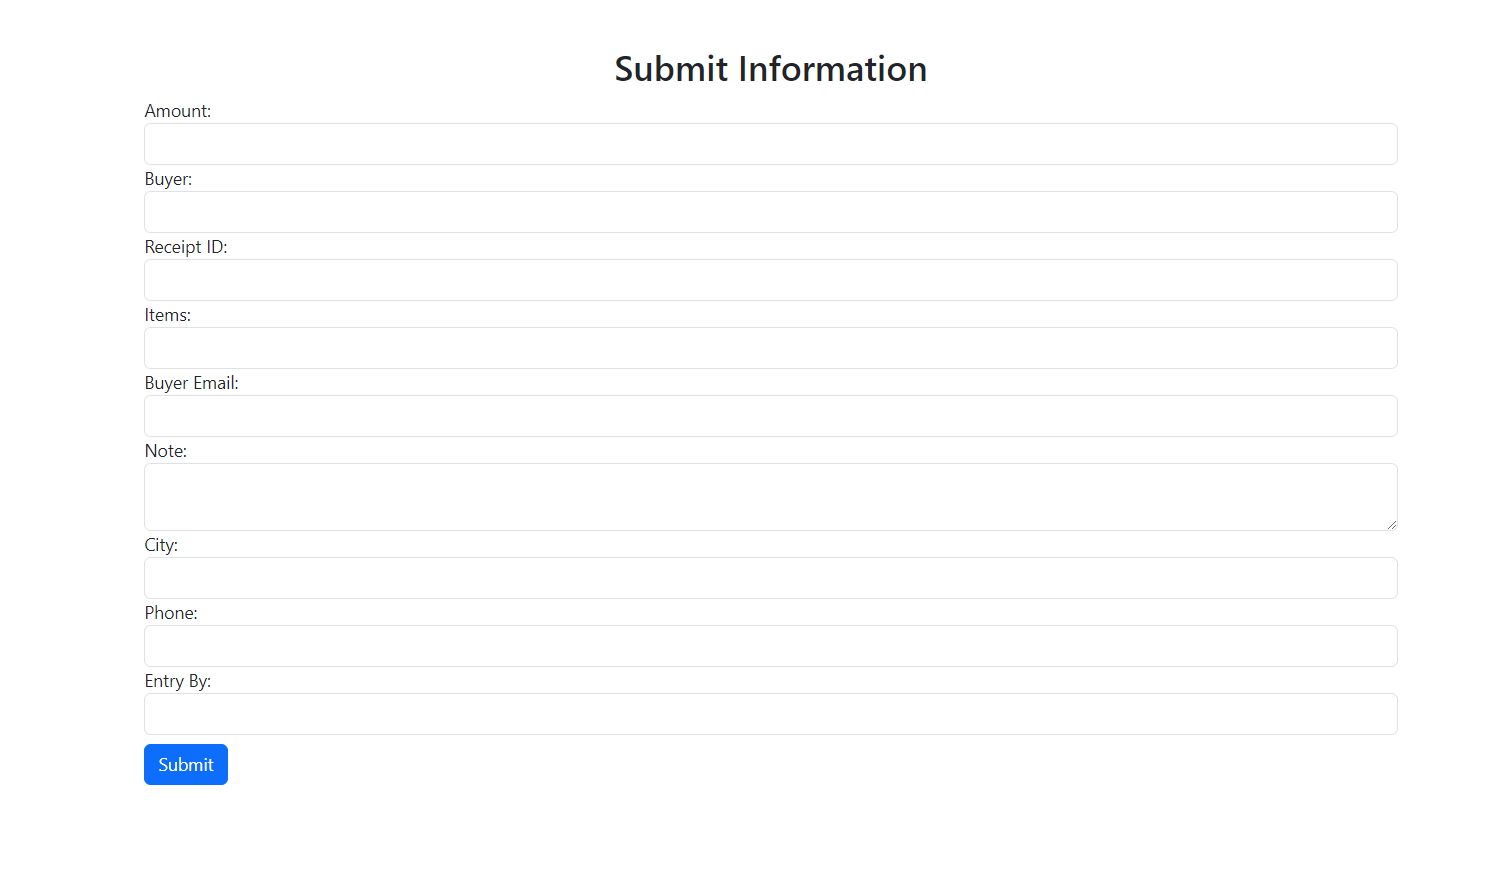 Submit Information
Amount:
Buyer:
Receipt ID:
Items:
Buyer Email:
Note:
City:
Phone:
Entry By:
Submit